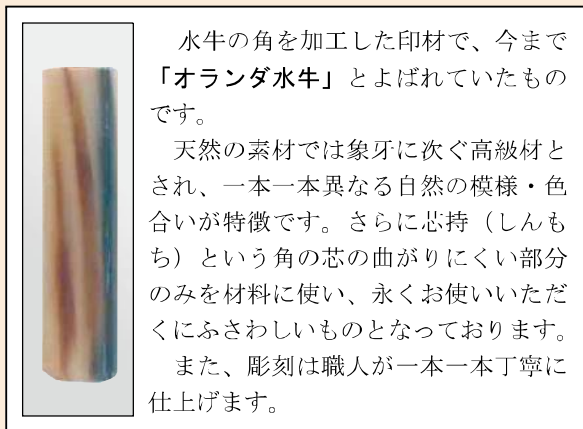 水牛の角を加工した印材で、今まで
「オランダ水牛」とよばれていたもの
です。
天然の素材では象牙に次ぐ高級材と
され、一本一本異なる自然の模様・色
合いが特徴です。さらに芯持（しんも
ち）という角の芯の曲がりにくい部分
のみを材料に使い、永くお使いいただ
くにふさわしいものとなっております。
また、彫刻は職人が一本一本丁寧に
仕上げます。